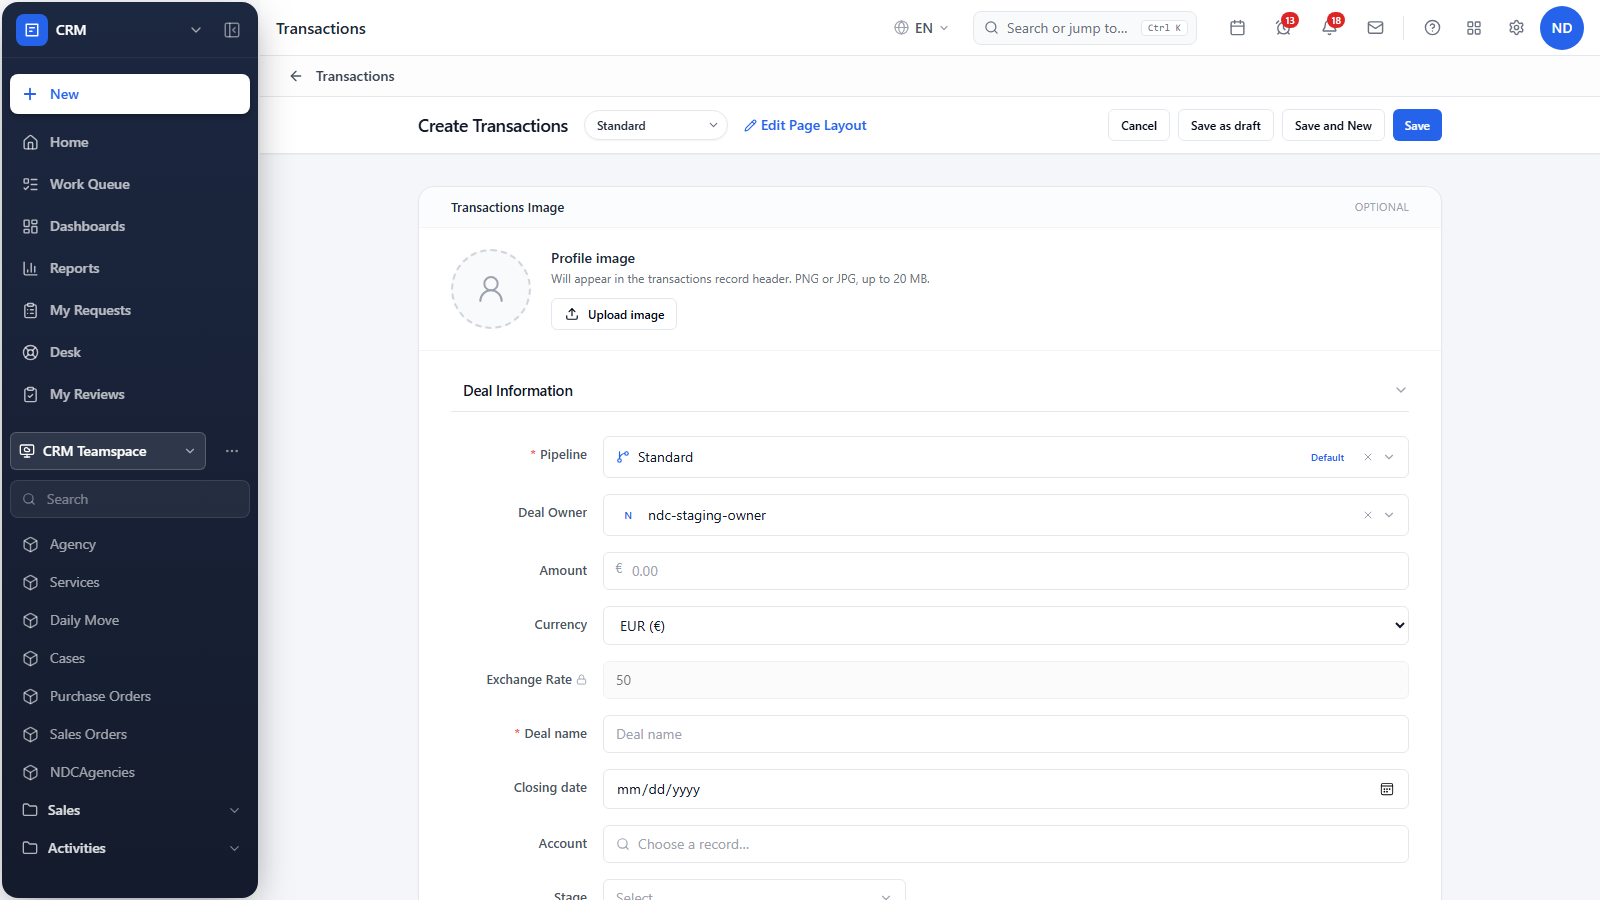 CRM
Transactions
EN
Search or jump to...
Ctrl K
13
18
ND
Transactions
New
Home
Work Queue
Dashboards
Reports
My Requests
Desk
My Reviews
CRM Teamspace
Search
Agency
Services
Daily Move
Cases
Purchase Orders
Sales Orders
NDCAgencies
Sales
Activities
Create Transactions
Standard
Edit Page Layout
Cancel
Save as draft
Save and New
Save
Transactions Image
OPTIONAL
Profile image
Will appear in the transactions record header. PNG or JPG, up to 20 MB.
Upload image
Deal Information
* Pipeline
Standard
Default
Deal Owner
N ndc-staging-owner
Amount
€ 0.00
Currency
EUR (€)
Exchange Rate
50
* Deal name
Deal name
Closing date
mm/dd/yyyy
Account
Choose a record...
Stage
Select